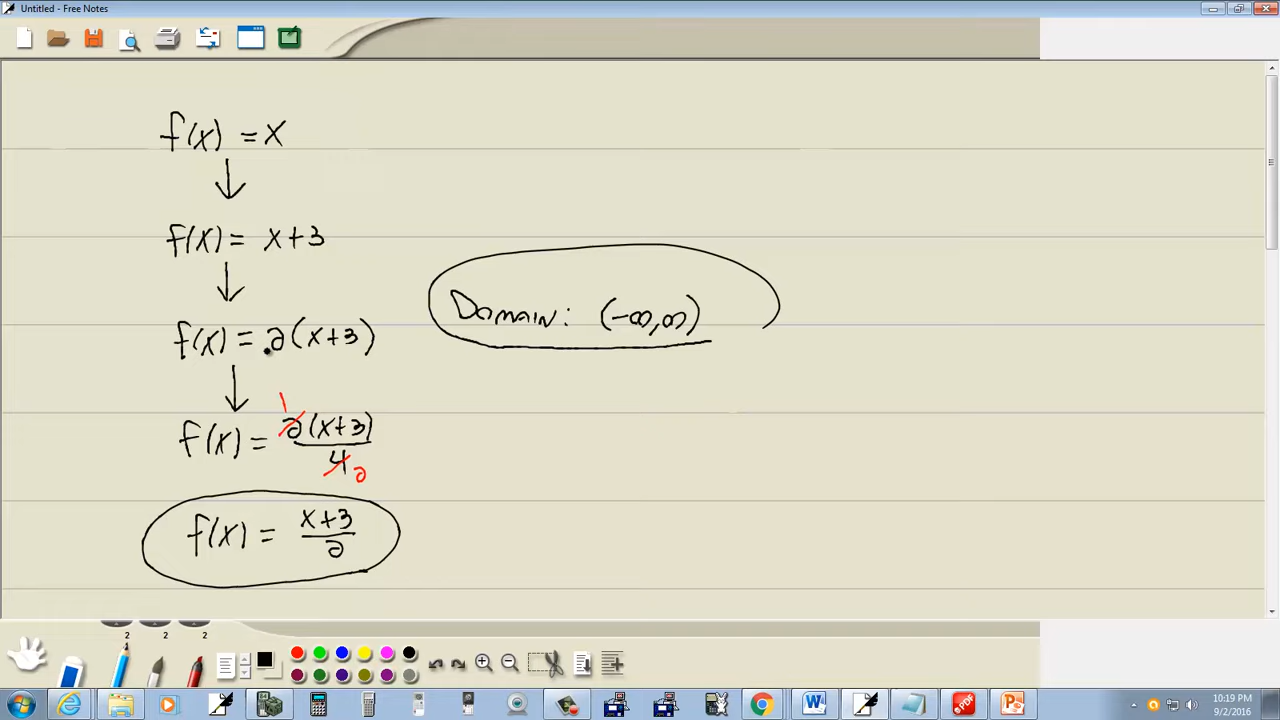 Untitled - Free Notes
f(x) = x
↓
f(x) = x+3
↓
Domain: (-∞,∞)
f(x) = 2(x+3)
↓
1
f(x) = 2(x+3)/4
2
f(x) = x+3/2
2 2 2
10:19 PM
9/2/2016